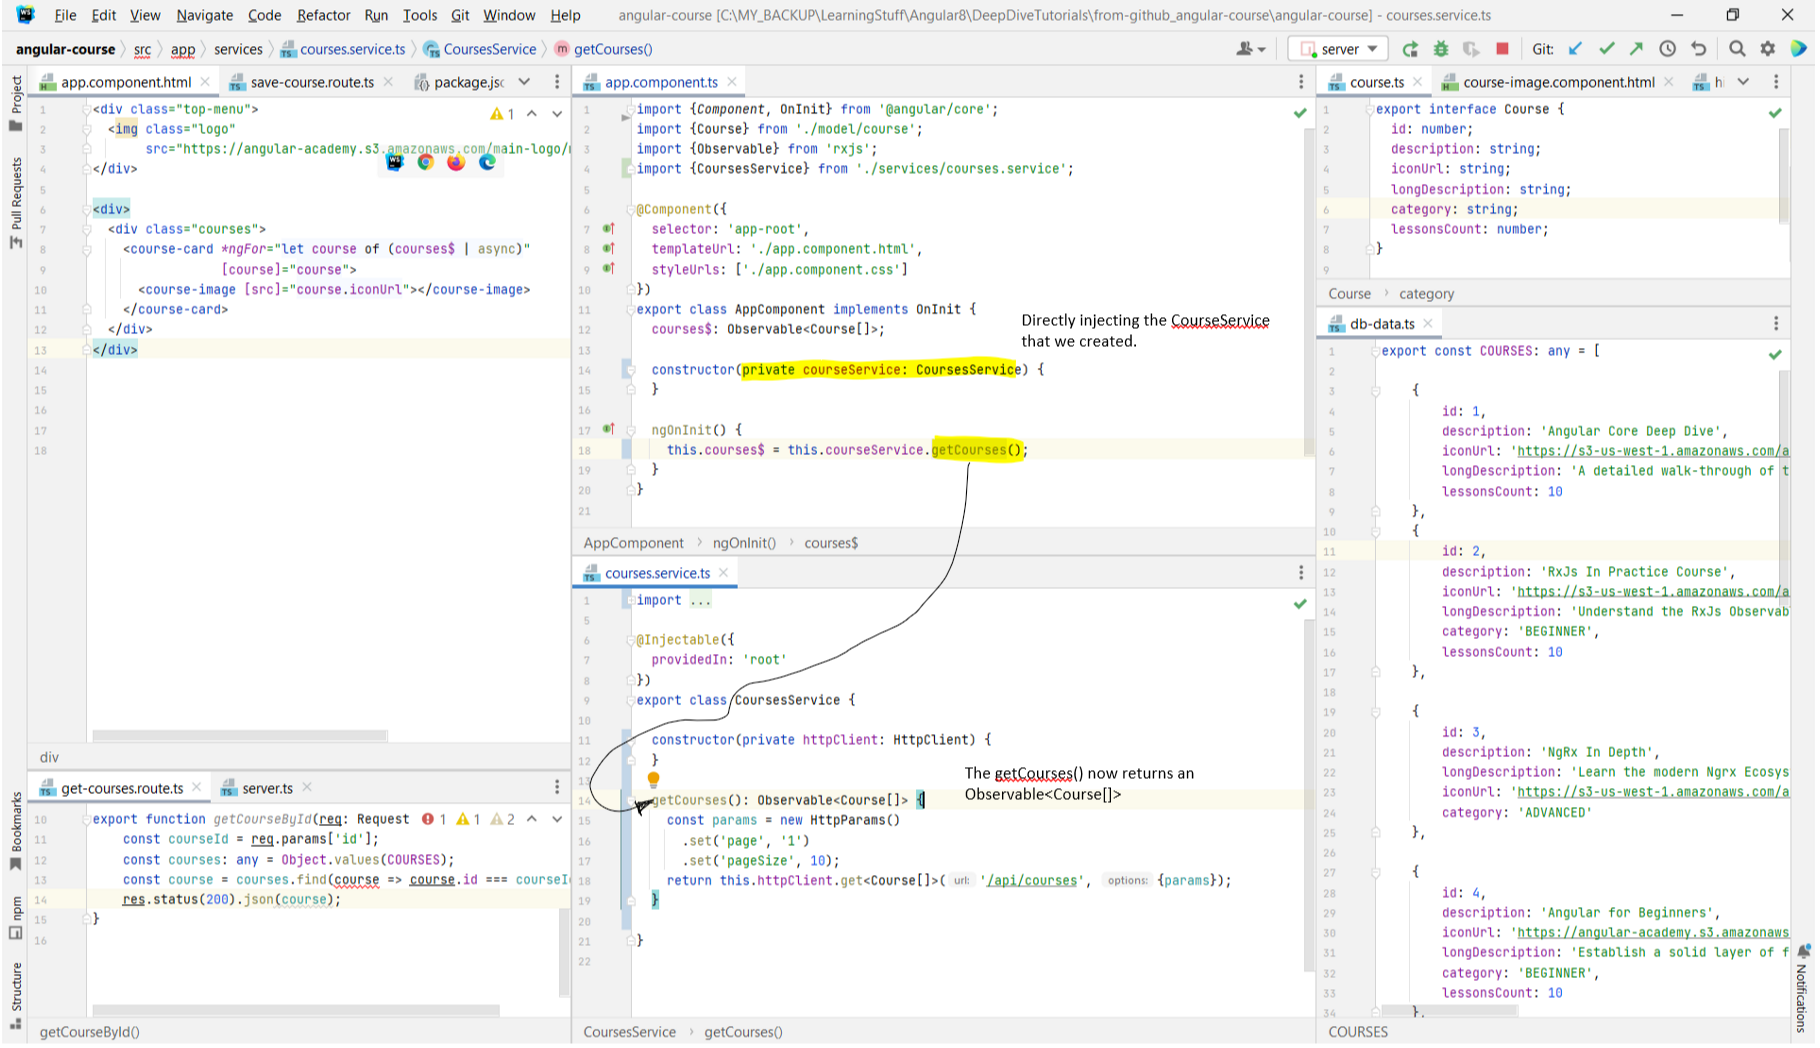 File Edit View Navigate Code Refactor Run Tools Git Window Help angular-course [C:\MY_BACKUP\LearningStuff\Angular8\DeepDiveTutorials\from-github_angular-course\angular-course] - courses.service.ts
angular-course src app services courses.service.ts CoursesService getCourses() server Git:
Project
Pull Requests
Bookmarks
npm
Structure
app.component.html save-course.route.ts package.js
1 <div class="top-menu"> 1
2 <img class="logo"
3 src="https://angular-academy.s3.amazonaws.com/main-logo/
4 </div>
5
6 <div>
7 <div class="courses">
8 <course-card *ngFor="let course of (courses$ | async)"
9 [course]="course">
10 <course-image [src]="course.iconUrl"></course-image>
11 </course-card>
12 </div>
13 </div>
14
15
16
17
18
div
get-courses.route.ts server.ts
10 export function getCourseById(req: Request 1 1 2
11 const courseId = req.params['id'];
12 const courses: any = Object.values(COURSES);
13 const course = courses.find(course => course.id === courseI
14 res.status(200).json(course);
15 }
16
getCourseById()
app.component.ts
1 import {Component, OnInit} from '@angular/core';
2 import {Course} from './model/course';
3 import {Observable} from 'rxjs';
4 import {CoursesService} from './services/courses.service';
5
6 @Component({
7 selector: 'app-root',
8 templateUrl: './app.component.html',
9 styleUrls: ['./app.component.css']
10 })
11 export class AppComponent implements OnInit {
12 courses$: Observable<Course[]>;
13
14 constructor(private courseService: CoursesService) {
15 }
16
17 ngOnInit() {
18 this.courses$ = this.courseService.getCourses();
19 }
20 }
21
Directly injecting the CourseService
that we created.
AppComponent ngOnInit() courses$
courses.service.ts
1 import ...
5
6 @Injectable({
7 providedIn: 'root'
8 })
9 export class CoursesService {
10
11 constructor(private httpClient: HttpClient) {
12 }
13
14 getCourses(): Observable<Course[]> {
15 const params = new HttpParams()
16 .set('page', '1')
17 .set('pageSize', 10);
18 return this.httpClient.get<Course[]>( url: '/api/courses', options: {params});
19 }
20
21 }
22
The getCourses() now returns an
Observable<Course[]>
CoursesService getCourses()
course.ts course-image.component.html hi
1 export interface Course {
2 id: number;
3 description: string;
4 iconUrl: string;
5 longDescription: string;
6 category: string;
7 lessonsCount: number;
8 }
9
Course category
db-data.ts
1 export const COURSES: any = [
2
3 {
4 id: 1,
5 description: 'Angular Core Deep Dive',
6 iconUrl: 'https://s3-us-west-1.amazonaws.com/a
7 longDescription: 'A detailed walk-through of t
8 lessonsCount: 10
9 },
10 {
11 id: 2,
12 description: 'RxJs In Practice Course',
13 iconUrl: 'https://s3-us-west-1.amazonaws.com/a
14 longDescription: 'Understand the RxJs Observab
15 category: 'BEGINNER',
16 lessonsCount: 10
17 },
18
19 {
20 id: 3,
21 description: 'NgRx In Depth',
22 longDescription: 'Learn the modern Ngrx Ecosys
23 iconUrl: 'https://s3-us-west-1.amazonaws.com/a
24 category: 'ADVANCED'
25 },
26
27 {
28 id: 4,
29 description: 'Angular for Beginners',
30 iconUrl: 'https://angular-academy.s3.amazonaws
31 longDescription: 'Establish a solid layer of f
32 category: 'BEGINNER',
33 lessonsCount: 10
34 },
COURSES
Notifications